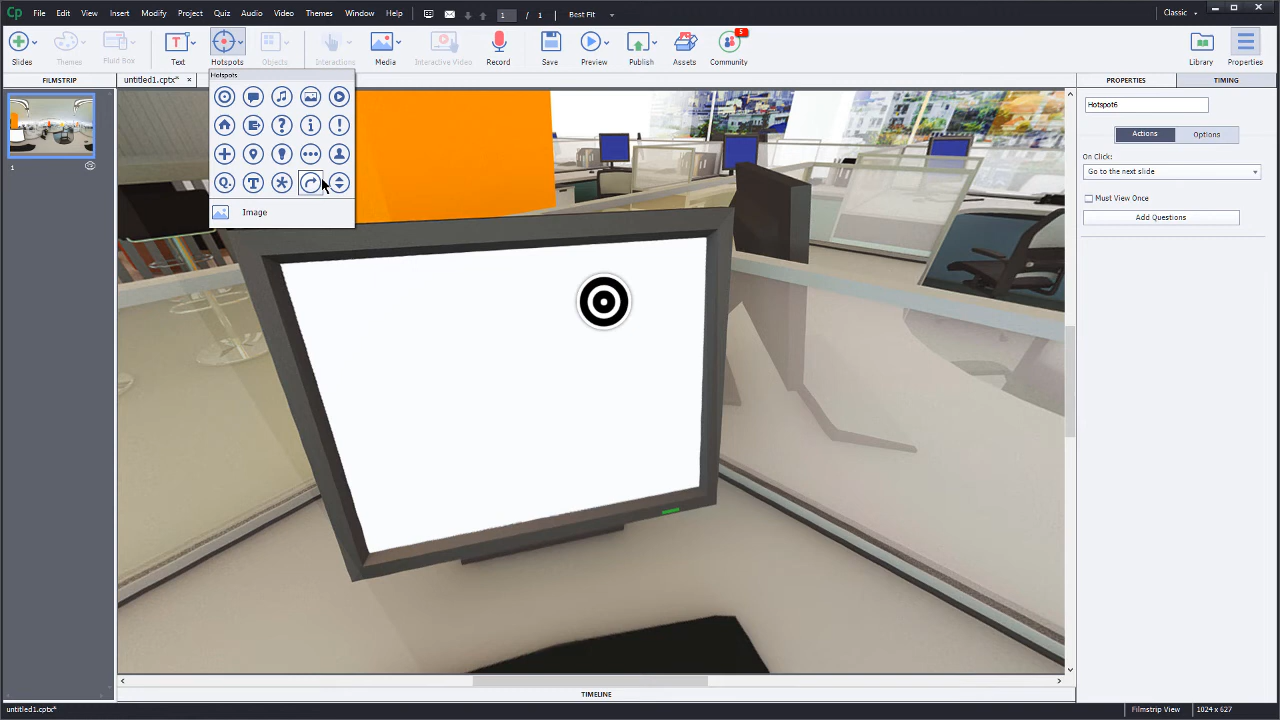 Cp File Edit View Insert Modify Project Quiz Audio Video Themes Window Help 1 / 1 Best Fit Classic
Slides Themes Fluid Box Text Hotspots Objects Interactions Media Interactive Video Record Save Preview Publish Assets 5 Community Library Properties
FILMSTRIP untitled1.cptx* × PROPERTIES TIMING
Hotspots
Hotspot6
Actions Options
On Click:
Go to the next slide
Must View Once
Add Questions
1
Image
TIMELINE
untitled1.cptx* Filmstrip View 1024 x 627